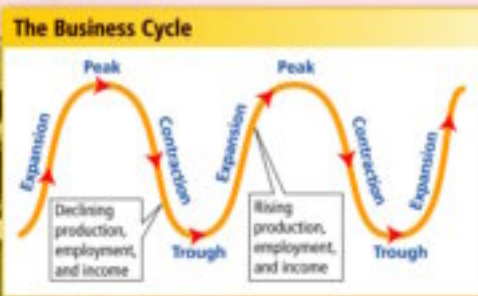 The Business Cycle
Peak
Peak
Expansion
Contraction
Expansion
Contraction
Expansion
Declining
production,
employment,
and income
Rising
production,
employment,
and income
Trough
Trough